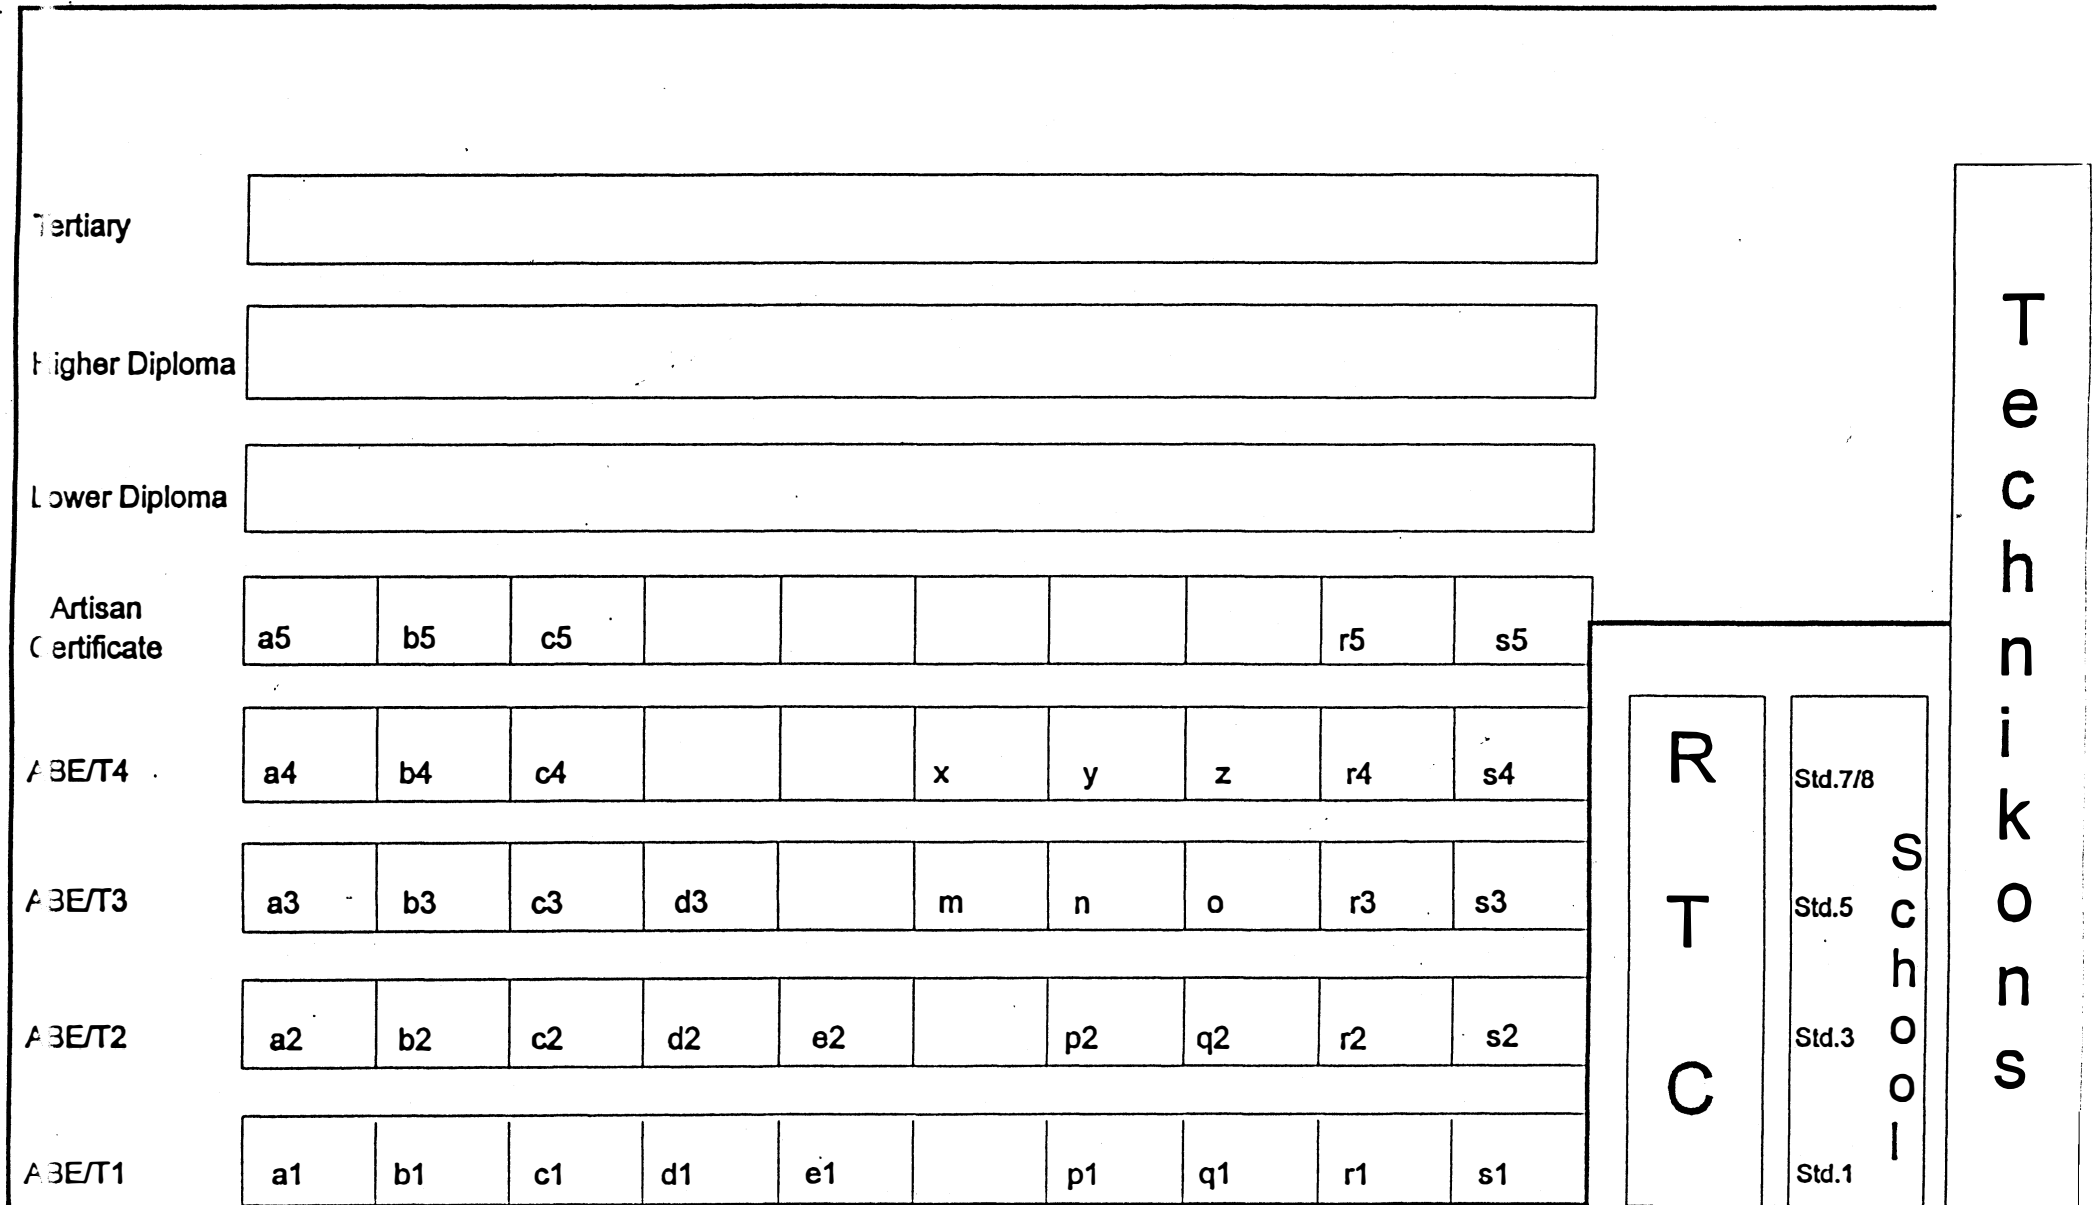 Tertiary
Higher Diploma
Lower Diploma
Artisan
Certificate
a5 b5 c5 r5 s5
ABE/T4 a4 b4 c4 x y z r4 s4
ABE/T3 a3 b3 c3 d3 m n o r3 s3
ABE/T2 a2 b2 c2 d2 e2 p2 q2 r2 s2
ABE/T1 a1 b1 c1 d1 e1 p1 q1 r1 s1
RTC
Std.7/8
Std.5
Std.3
Std.1
School
Technikons